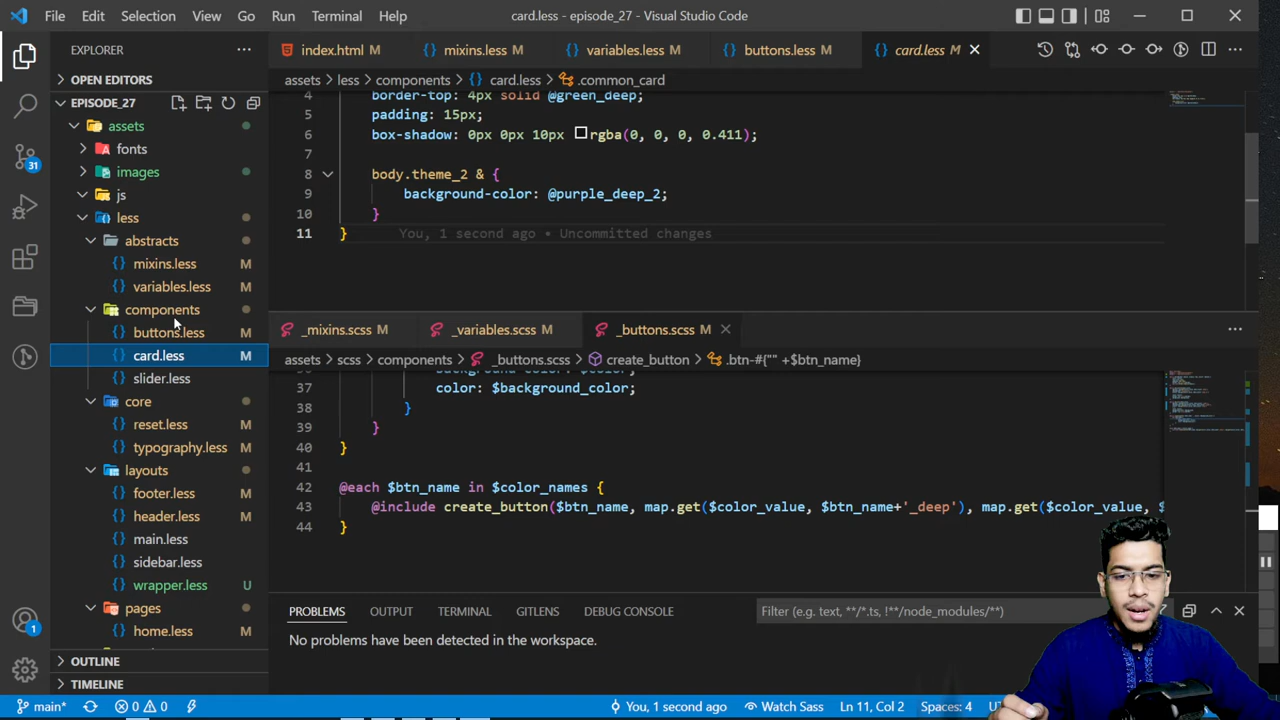 File Edit Selection View Go Run Terminal Help
card.less - episode_27 - Visual Studio Code
EXPLORER
index.html M
mixins.less M
variables.less M
buttons.less M
card.less M
OPEN EDITORS
assets less components card.less .common_card
EPISODE_27
assets
fonts
images
js
less
abstracts
mixins.less M
variables.less M
components
buttons.less M
card.less M
slider.less
core
reset.less M
typography.less M
layouts
footer.less M
header.less M
main.less
sidebar.less
wrapper.less U
pages
home.less M
OUTLINE
TIMELINE
4 border-top: 4px solid @green_deep;
5 padding: 15px;
6 box-shadow: 0px 0px 10px rgba(0, 0, 0, 0.411);
7
8 body.theme_2 & {
9 background-color: @purple_deep_2;
10 }
11 } You, 1 second ago • Uncommitted changes
_mixins.scss M
_variables.scss M
_buttons.scss M
assets scss components _buttons.scss create_button .btn-#{"" +$btn_name}
37 color: $background_color;
38 }
39 }
40 }
41
42 @each $btn_name in $color_names {
43 @include create_button($btn_name, map.get($color_value, $btn_name+'_deep'), map.get($color_value, $
44 }
PROBLEMS OUTPUT TERMINAL GITLENS DEBUG CONSOLE
Filter (e.g. text, **/*.ts, !**/node_modules/**)
No problems have been detected in the workspace.
31
1
main* 0 0 You, 1 second ago Watch Sass Ln 11, Col 2 Spaces: 4